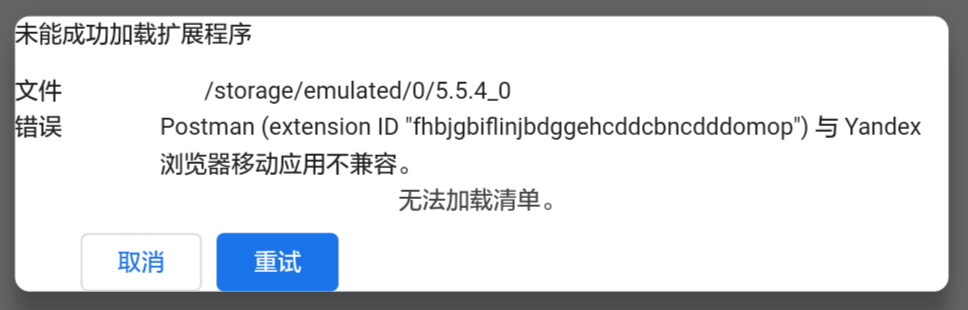 未能成功加载扩展程序
文件 /storage/emulated/0/5.5.4_0
错误 Postman (extension ID "fhbjgbiflinjbdggehcddcbncdddomop") 与 Yandex
浏览器移动应用不兼容。
无法加载清单。
取消 重试